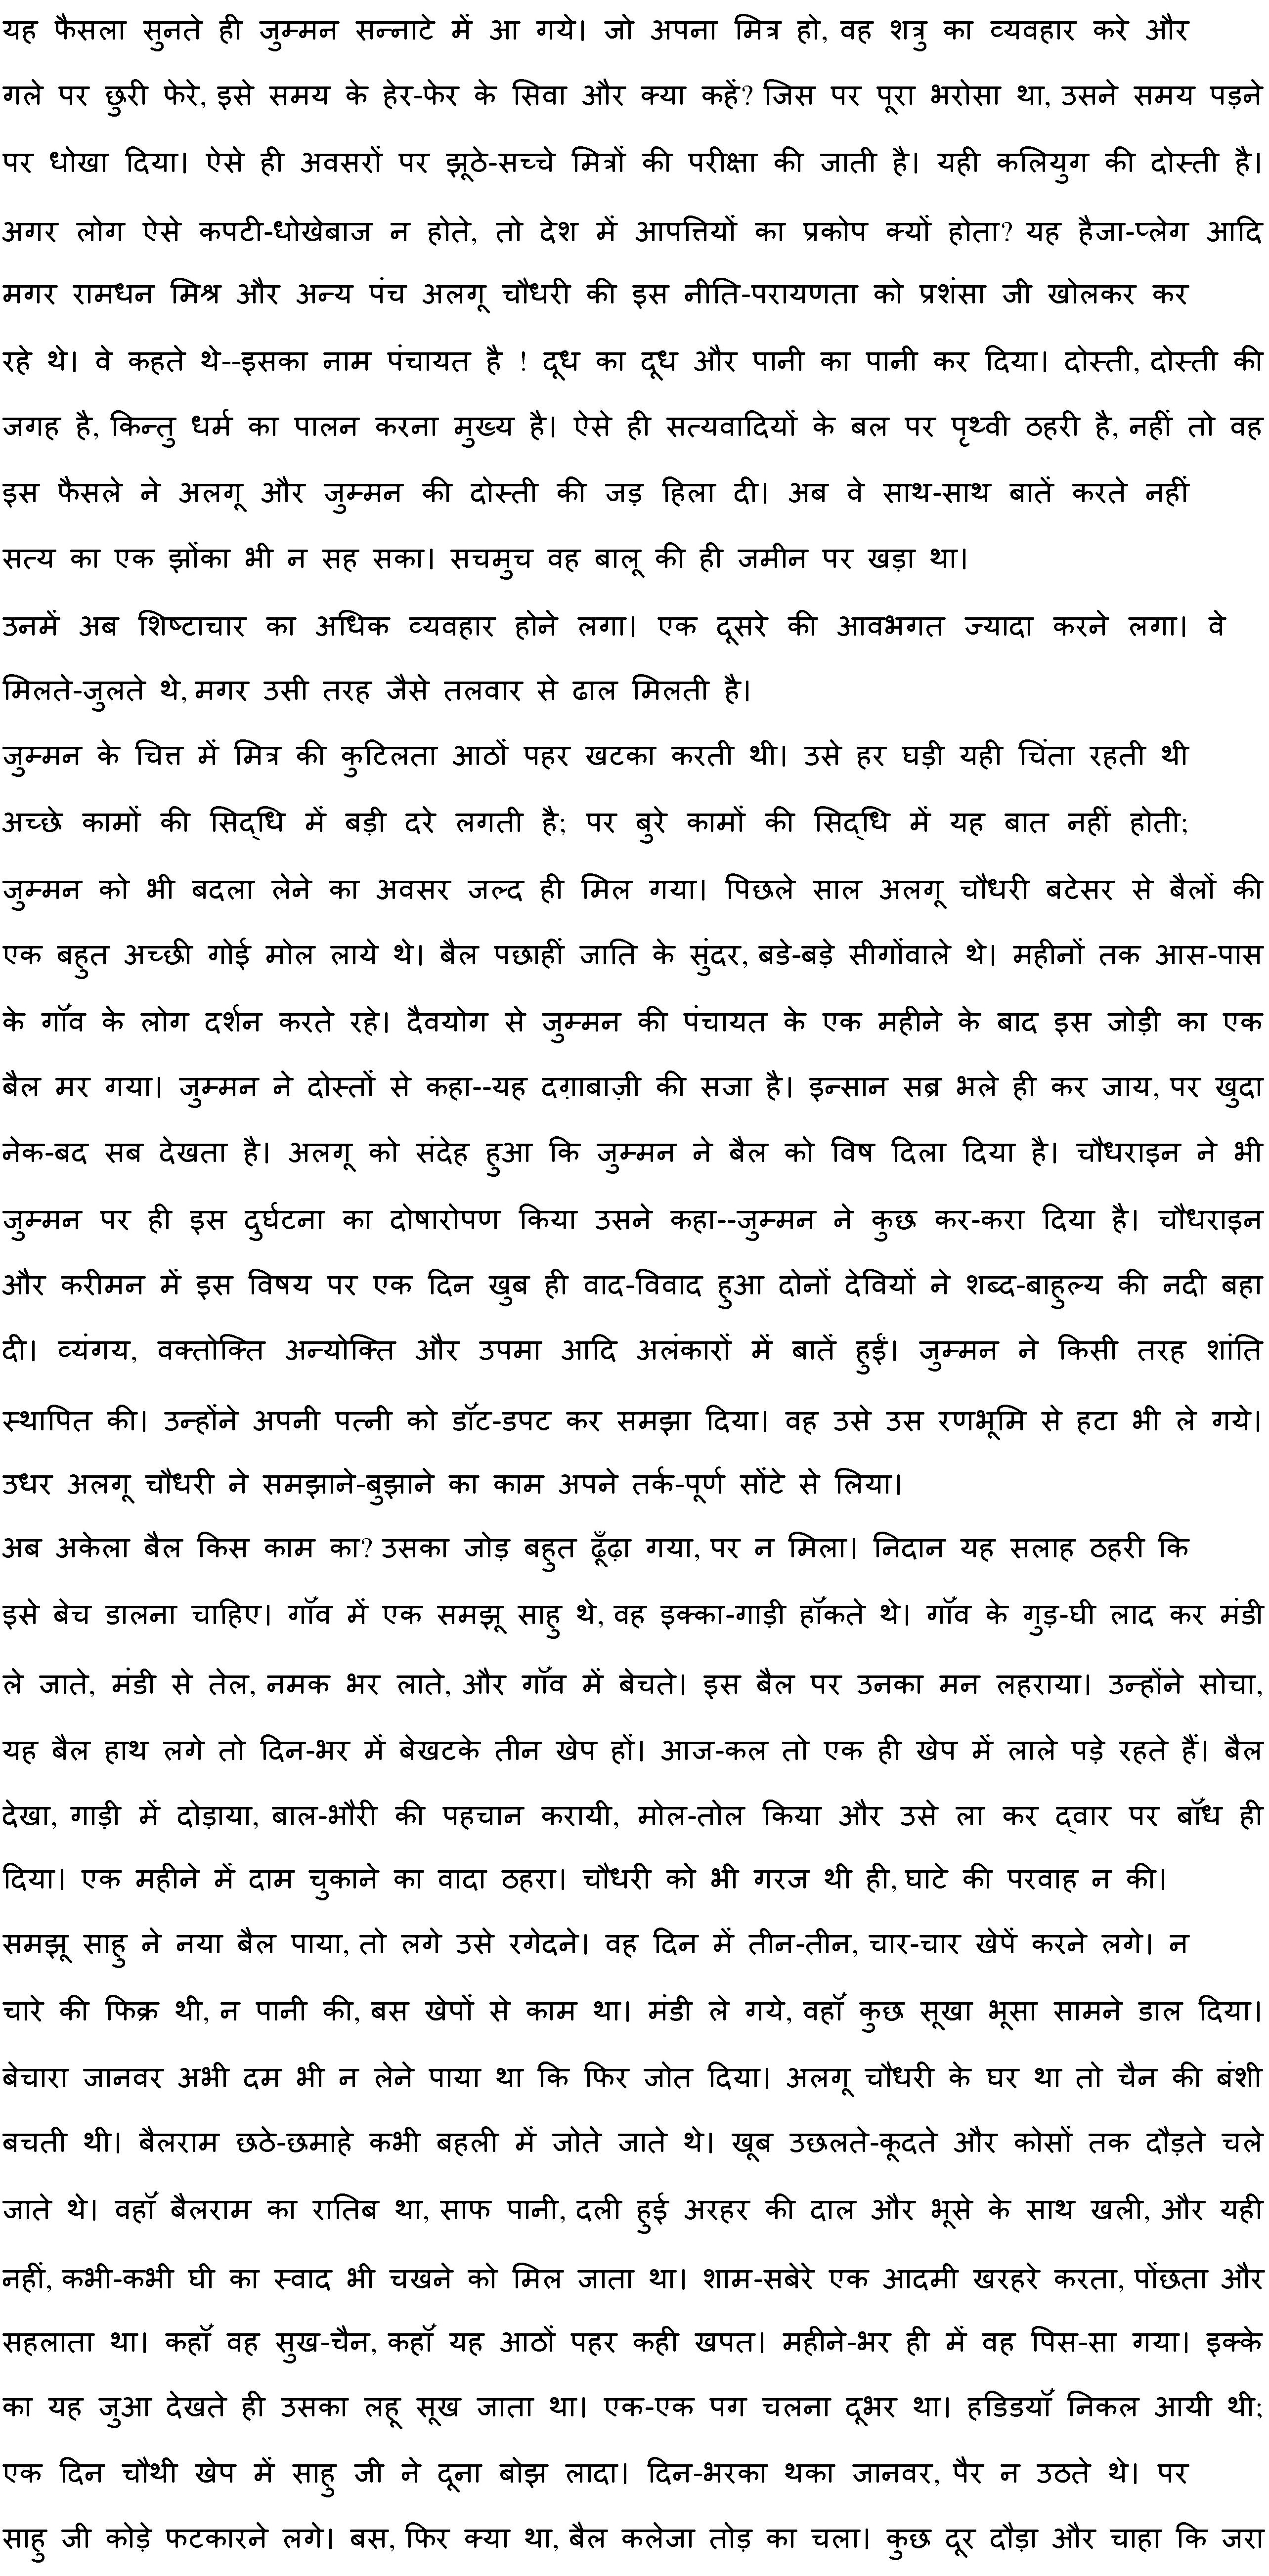 यह फैसला सुनते ही जुम्मन सन्नाटे में आ गये। जो अपना मित्र हो, वह शत्रु का व्यवहार करे और
गले पर छुरी फेरे, इसे समय के हेर-फेर के सिवा और क्या कहें? जिस पर पूरा भरोसा था, उसने समय पड़ने
पर धोखा दिया। ऐसे ही अवसरों पर झूठे-सच्चे मित्रों की परीक्षा की जाती है। यही कलियुग की दोस्ती है।
अगर लोग ऐसे कपटी-धोखेबाज न होते, तो देश में आपत्तियों का प्रकोप क्यों होता? यह हैजा-प्लेग आदि
मगर रामधन मिश्र और अन्य पंच अलगू चौधरी की इस नीति-परायणता को प्रशंसा जी खोलकर कर
रहे थे। वे कहते थे--इसका नाम पंचायत है ! दूध का दूध और पानी का पानी कर दिया। दोस्ती, दोस्ती की
जगह है, किन्तु धर्म का पालन करना मुख्य है। ऐसे ही सत्यवादियों के बल पर पृथ्वी ठहरी है, नहीं तो वह
इस फैसले ने अलगू और जुम्मन की दोस्ती की जड़ हिला दी। अब वे साथ-साथ बातें करते नहीं
सत्य का एक झोंका भी न सह सका। सचमुच वह बालू की ही जमीन पर खड़ा था।
उनमें अब शिष्टाचार का अधिक व्यवहार होने लगा। एक दूसरे की आवभगत ज्यादा करने लगा। वे
मिलते-जुलते थे, मगर उसी तरह जैसे तलवार से ढाल मिलती है।
जुम्मन के चित्त में मित्र की कुटिलता आठों पहर खटका करती थी। उसे हर घड़ी यही चिंता रहती थी
अच्छे कामों की सिद्धि में बड़ी दरे लगती है; पर बुरे कामों की सिद्धि में यह बात नहीं होती;
जुम्मन को भी बदला लेने का अवसर जल्द ही मिल गया। पिछले साल अलगू चौधरी बटेसर से बैलों की
एक बहुत अच्छी गोई मोल लाये थे। बैल पछाहीं जाति के सुंदर, बडे-बड़े सीगोंवाले थे। महीनों तक आस-पास
के गॉंव के लोग दर्शन करते रहे। दैवयोग से जुम्मन की पंचायत के एक महीने के बाद इस जोड़ी का एक
बैल मर गया। जुम्मन ने दोस्तों से कहा--यह दग़ाबाज़ी की सजा है। इन्सान सब्र भले ही कर जाय, पर खुदा
नेक-बद सब देखता है। अलगू को संदेह हुआ कि जुम्मन ने बैल को विष दिला दिया है। चौधराइन ने भी
जुम्मन पर ही इस दुर्घटना का दोषारोपण किया उसने कहा--जुम्मन ने कुछ कर-करा दिया है। चौधराइन
और करीमन में इस विषय पर एक दिन खुब ही वाद-विवाद हुआ दोनों देवियों ने शब्द-बाहुल्य की नदी बहा
दी। व्यंगय, वक्तोक्ति अन्योक्ति और उपमा आदि अलंकारों में बातें हुईं। जुम्मन ने किसी तरह शांति
स्थापित की। उन्होंने अपनी पत्नी को डॉंट-डपट कर समझा दिया। वह उसे उस रणभूमि से हटा भी ले गये।
उधर अलगू चौधरी ने समझाने-बुझाने का काम अपने तर्क-पूर्ण सोंटे से लिया।
अब अकेला बैल किस काम का? उसका जोड़ बहुत ढूँढ़ा गया, पर न मिला। निदान यह सलाह ठहरी कि
इसे बेच डालना चाहिए। गॉंव में एक समझू साहु थे, वह इक्का-गाड़ी हॉंकते थे। गॉंव के गुड़-घी लाद कर मंडी
ले जाते, मंडी से तेल, नमक भर लाते, और गॉंव में बेचते। इस बैल पर उनका मन लहराया। उन्होंने सोचा,
यह बैल हाथ लगे तो दिन-भर में बेखटके तीन खेप हों। आज-कल तो एक ही खेप में लाले पड़े रहते हैं। बैल
देखा, गाड़ी में दोड़ाया, बाल-भौरी की पहचान करायी, मोल-तोल किया और उसे ला कर द्वार पर बॉंध ही
दिया। एक महीने में दाम चुकाने का वादा ठहरा। चौधरी को भी गरज थी ही, घाटे की परवाह न की।
समझू साहु ने नया बैल पाया, तो लगे उसे रगेदने। वह दिन में तीन-तीन, चार-चार खेपें करने लगे। न
चारे की फिक्र थी, न पानी की, बस खेपों से काम था। मंडी ले गये, वहॉं कुछ सूखा भूसा सामने डाल दिया।
बेचारा जानवर अभी दम भी न लेने पाया था कि फिर जोत दिया। अलगू चौधरी के घर था तो चैन की बंशी
बचती थी। बैलराम छठे-छमाहे कभी बहली में जोते जाते थे। खूब उछलते-कूदते और कोसों तक दौड़ते चले
जाते थे। वहॉं बैलराम का रातिब था, साफ पानी, दली हुई अरहर की दाल और भूसे के साथ खली, और यही
नहीं, कभी-कभी घी का स्वाद भी चखने को मिल जाता था। शाम-सबेरे एक आदमी खरहरे करता, पोंछता और
सहलाता था। कहॉं वह सुख-चैन, कहॉं यह आठों पहर कही खपत। महीने-भर ही में वह पिस-सा गया। इक्के
का यह जुआ देखते ही उसका लहू सूख जाता था। एक-एक पग चलना दूभर था। हडिडयॉं निकल आयी थी;
एक दिन चौथी खेप में साहु जी ने दूना बोझ लादा। दिन-भरका थका जानवर, पैर न उठते थे। पर
साहु जी कोड़े फटकारने लगे। बस, फिर क्या था, बैल कलेजा तोड़ का चला। कुछ दूर दौड़ा और चाहा कि जरा